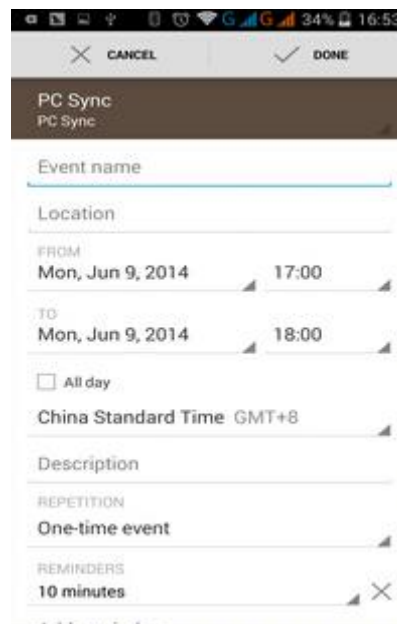 G G 34% 16:53
CANCEL DONE
PC Sync
PC Sync
Event name
Location
FROM
Mon, Jun 9, 2014 17:00
TO
Mon, Jun 9, 2014 18:00
All day
China Standard Time GMT+8
Description
REPETITION
One-time event
REMINDERS
10 minutes